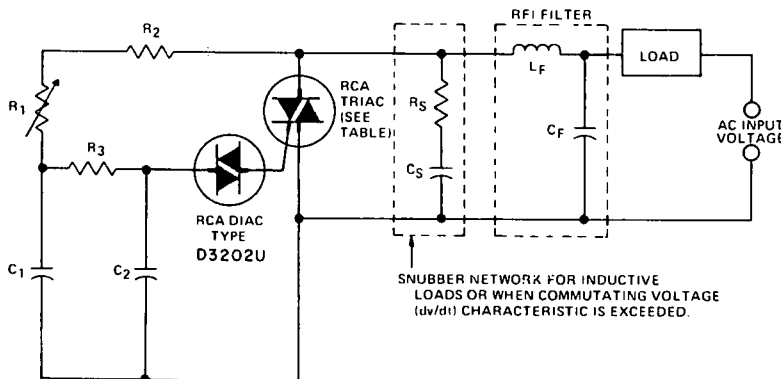 RFI FILTER
R2
LF
LOAD
R1
RCA
TRIAC
(SEE
TABLE)
RS
CF
AC INPUT
VOLTAGE
R3
CS
RCA DIAC
TYPE
D3202U
C1
C2
SNUBBER NETWORK FOR INDUCTIVE
LOADS OR WHEN COMMUTATING VOLTAGE
(dv/dt) CHARACTERISTIC IS EXCEEDED.